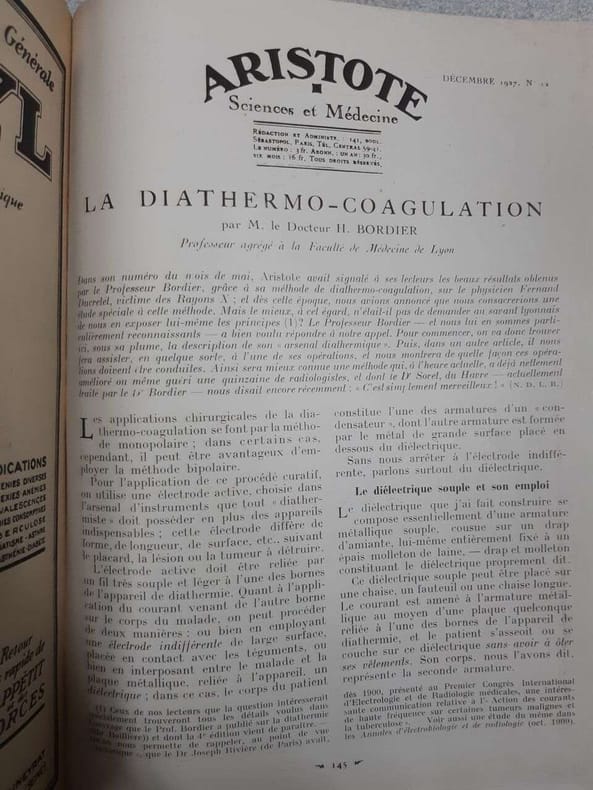 Générale
YL
ique
DICATIONS
ENIES DIVERSES
EXIES ANÉMIES
VALESCENCES
DE RCULOSE
Retour
rapide de
APPÉTIT
ORCES
ARISTOTE
Sciences et Médecine
DÉCEMBRE 1927. N 12
RÉDACTION ET ADMINISTR. : 141, BOUL.
SÉBASTOPOL, PARIS, TÉL. CENTRAL 59-41.
LE NUMÉRO : 3 fr. ABONN. : UN AN: 30 fr.,
SIX MOIS : 16 fr. TOUS DROITS RÉSERVÉS.
LA DIATHERMO-COAGULATION
par M. le Docteur H. BORDIER
Professeur agrégé à la Faculté de Médecine de Lyon
Dans son numéro du mois de mai, Aristote avait signalé à ses lecteurs les beaux résultats obtenus
par le Professeur Bordier, grâce à sa méthode de diathermo-coagulation, sur le physicien Fernand
Ducretet, victime des Rayons X ; et dès cette époque, nous avions annoncé que nous consacrerions une
étude spéciale à cette méthode. Mais le mieux, à cet égard, n'était-il pas de demander au savant lyonnais
de nous en exposer lui-même les principes (1)? Le Professeur Bordier — et nous lui en sommes parti-
culièrement reconnaissants — a bien voulu répondre à notre appel. Pour commencer, on va donc trouver
ici, sous sa plume, la description de son « arsenal diathermique ». Puis, dans un autre article, il nous
fera assister, en quelque sorte, à l'une de ses opérations, et nous montrera de quelle façon ces opéra-
tions doivent être conduites. Ainsi sera mieux connue une méthode qui, à l'heure actuelle, a déjà nettement
amélioré ou même guéri une quinzaine de radiologistes, et dont le Dr Sorel, du Havre — actuellement
traité par le Pr Bordier — nous disait encore récemment : « C'est simplement merveilleux ! » (N. D. L. R.)
Les applications chirurgicales de la dia-
thermo-coagulation se font par la métho-
de monopolaire ; dans certains cas,
cependant, il peut être avantageux d'em-
ployer la méthode bipolaire.
Pour l'application de ce procédé curatif,
on utilise une électrode active, choisie dans
l'arsenal d'instruments que tout « diather-
miste » doit posséder en plus des appareils
indispensables ; cette électrode diffère de
forme, de longueur, de surface, etc., suivant
le placard, la lésion ou la tumeur à détruire.
L'électrode active doit être reliée par
un fil très souple et léger à l'une des bornes
de l'appareil de diathermie. Quant à l'appli-
cation du courant venant de l'autre borne
sur le corps du malade, on peut procéder
de deux manières : ou bien en employant
une électrode indifférente de large surface,
placée en contact avec les téguments, ou
bien en interposant entre le malade et la
plaque métallique, reliée à l'appareil, un
diélectrique ; dans ce cas, le corps du patient
(1) Ceux de nos lecteurs que la question intéresserait
spécialement trouveront tous les détails voulus dans
l'ouvrage que le Prof. Bordier a publié sur la diathermie
Baillière) et dont la 4e édition vient de paraître. —
nous permette de rappeler, au point de vue
que le Dr Joseph Rivière (de Paris) avait,
constitue l'une des armatures d'un « con-
densateur », dont l'autre armature est formée
par le métal de grande surface placé en
dessous du diélectrique.
Sans nous arrêter à l'électrode indiffé-
rente, parlons surtout du diélectrique.
Le diélectrique souple et son emploi
Le diélectrique que j'ai fait construire se
compose essentiellement d'une armature
métallique souple, cousue sur un drap
d'amiante, lui-même entièrement fixé à un
épais molleton de laine, — drap et molleton
constituant le diélectrique proprement dit.
Ce diélectrique souple peut être placé sur
une chaise, un fauteuil ou une chaise longue.
Le courant est amené à l'armature métal-
lique au moyen d'une plaque quelconque
reliée à l'une des bornes de l'appareil de
diathermie, et le patient s'asseoit ou se
couche sur ce diélectrique sans avoir à ôter
ses vêtements. Son corps, nous l'avons dit,
représente la seconde armature.
dès 1900, présenté au Premier Congrès International
d'Electrologie et de Radiologie médicales, une intéres-
sante communication relative à l'« Action des courants
de haute fréquence sur certaines tumeurs malignes et
la tuberculose ». Voir aussi une étude du même dans
les Annales d'électrobiologie et de radiologie (oct. 1909).
145